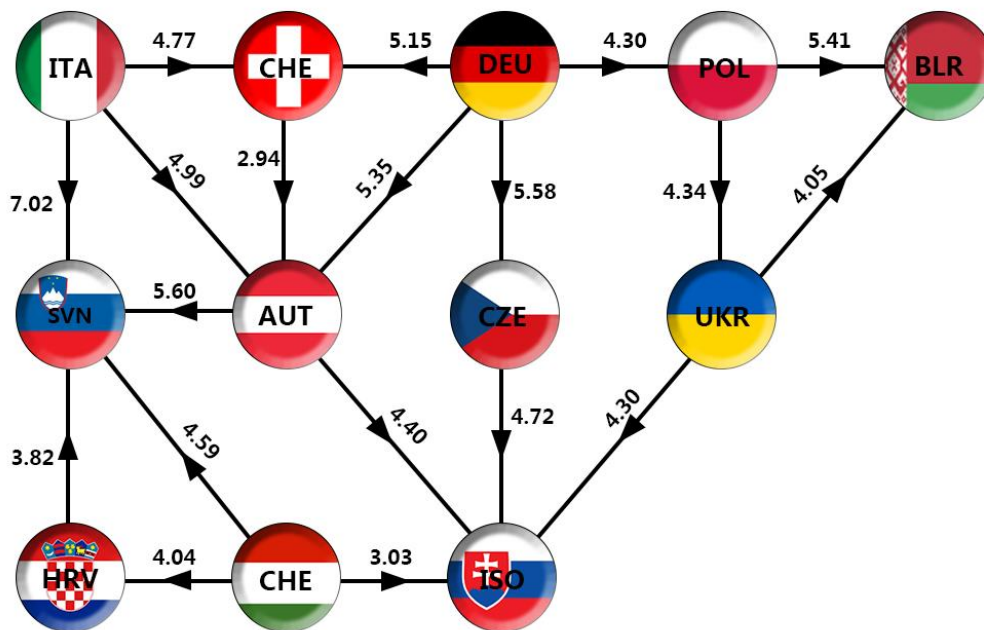 ITA 4.77 CHE 5.15 DEU 4.30 POL 5.41 BLR
7.02 4.99 2.94 5.35 5.58 4.34 4.05
SVN 5.60 AUT CZE UKR
3.82 4.59 4.40 4.72 4.30
HRV 4.04 CHE 3.03 ISO